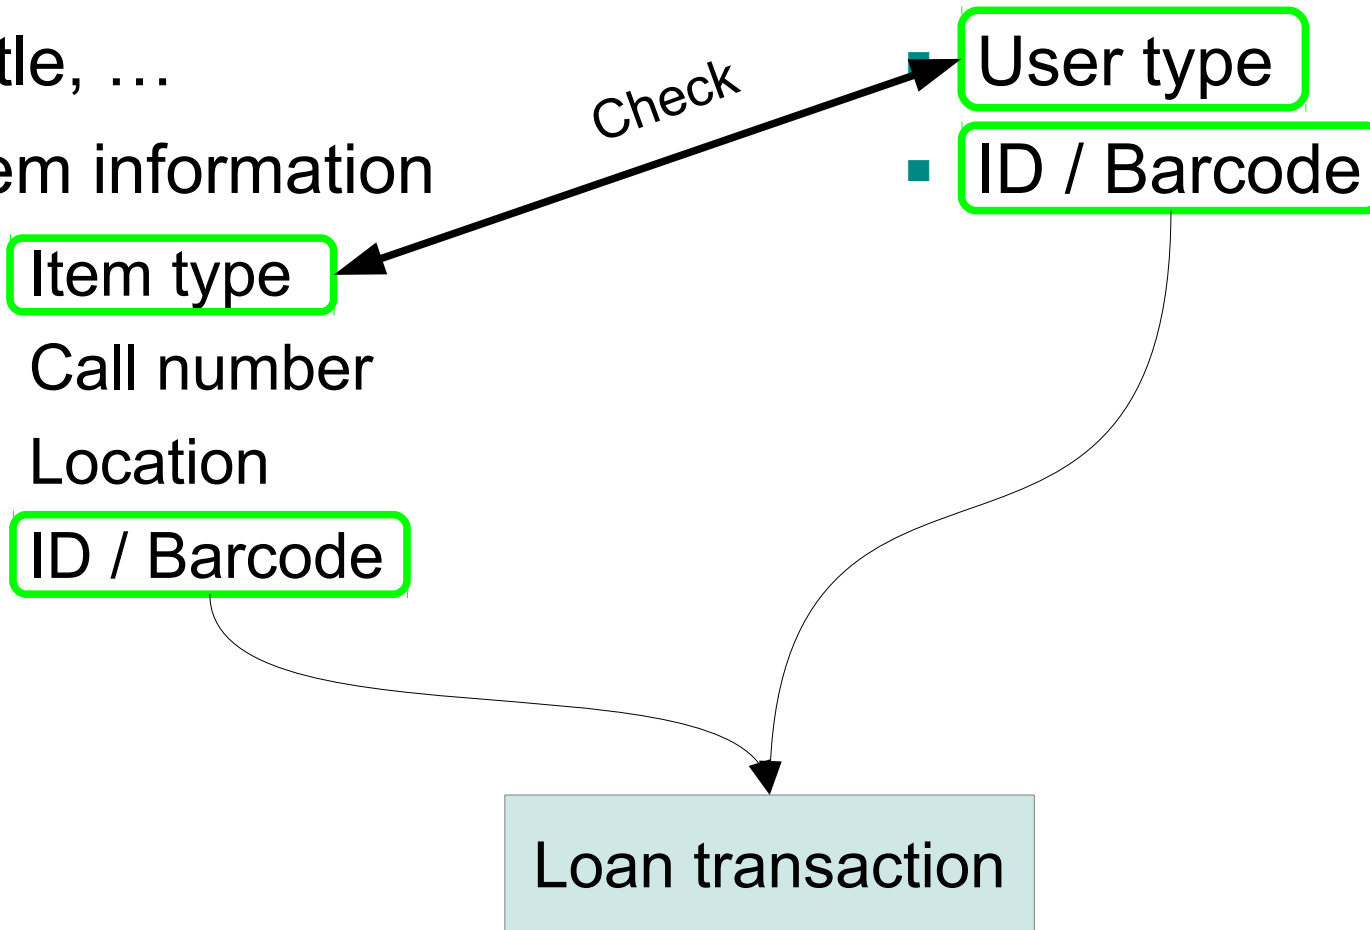 tle, …
em information
Item type
Call number
Location
ID / Barcode
Check
User type
ID / Barcode
Loan transaction